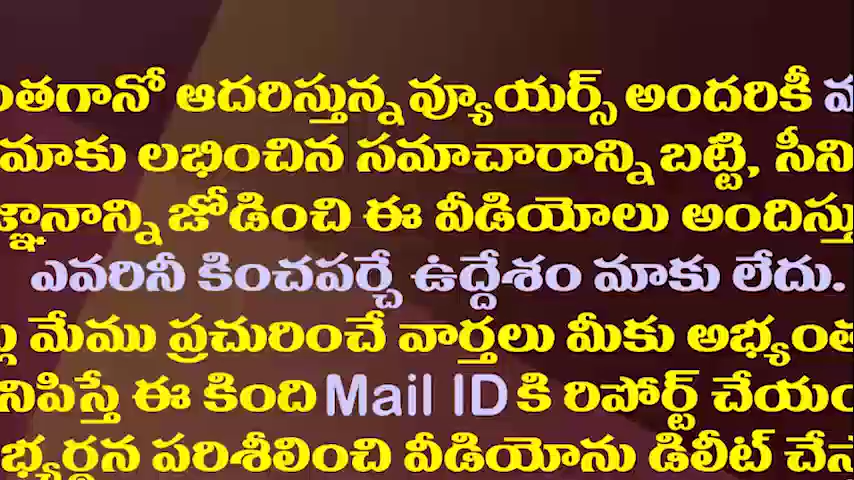 ంతగానో ఆదరిస్తున్న వ్యూయర్స్ అందరికీ
మాకు లభించిన సమాచారాన్ని బట్టి, సీని
జ్ఞానాన్ని జోడించి ఈ వీడియోలు అందిస్తు
ఎవరినీ కించపర్చే ఉద్దేశం మాకు లేదు.
మేము ప్రచురించే వార్తలు మీకు అభ్యంత
నిపిస్తే ఈ కింది Mail ID కి రిపోర్ట్ చేయం
భ్యర్థన పరిశీలించి వీడియోను డిలీట్ చేస